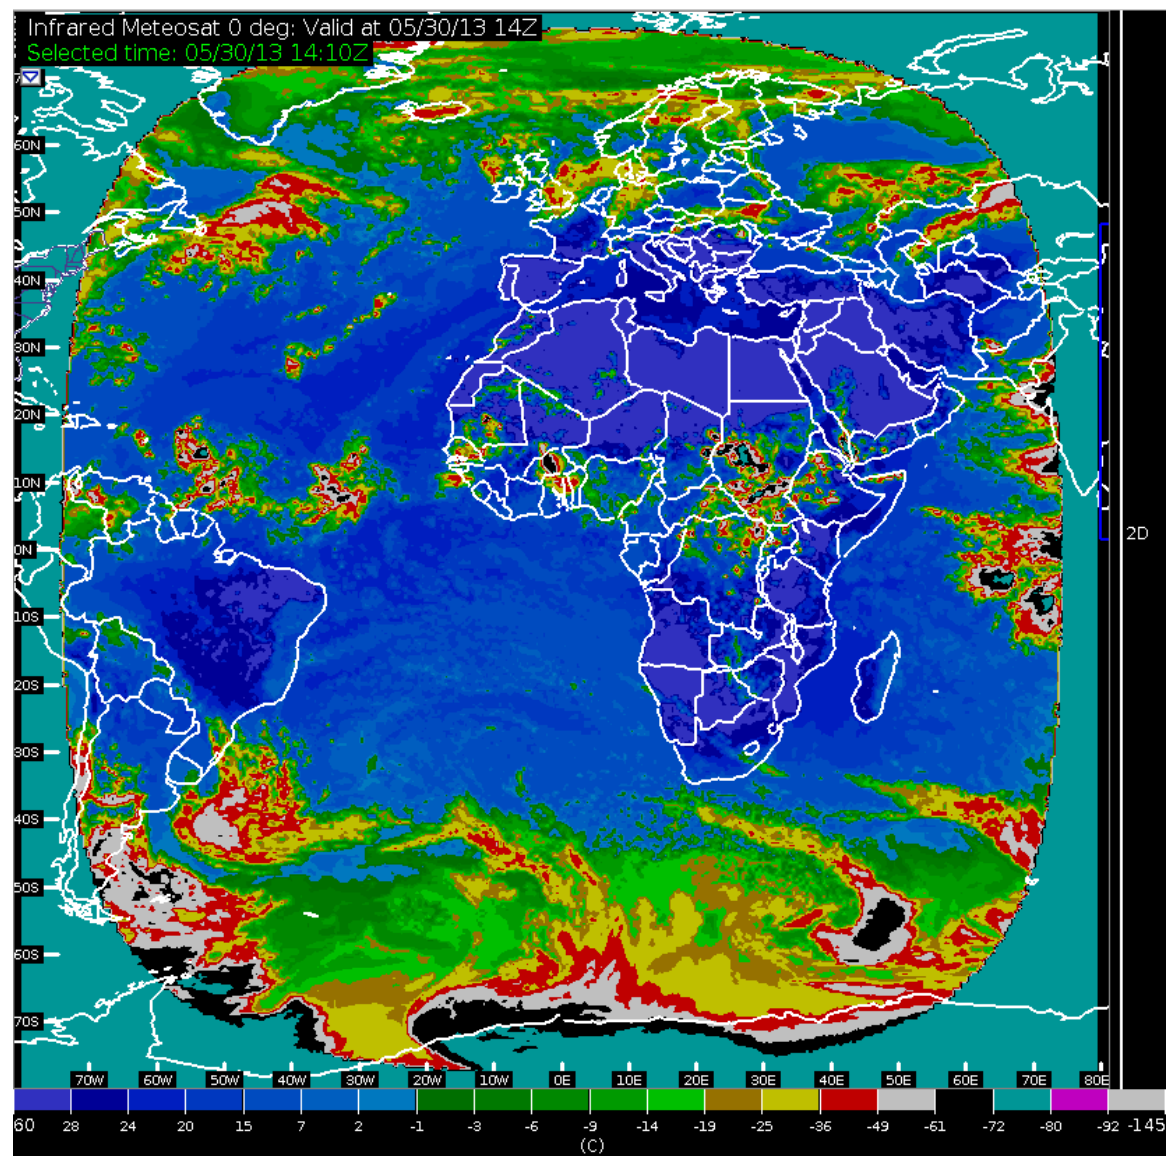 Infrared Meteosat 0 deg: Valid at 05/30/13 14Z
Selected time: 05/30/13 14:10Z
60N
50N
40N
30N
20N
10N
0N
2D
10S
20S
30S
40S
50S
60S
70S
70W 60W 50W 40W 30W 20W 10W 0E 10E 20E 30E 40E 50E 60E 70E 80E
60 28 24 20 15 7 2 -1 -3 -6 -9 -14 -19 -25 -36 -49 -61 -72 -80 -92 -145
(C)